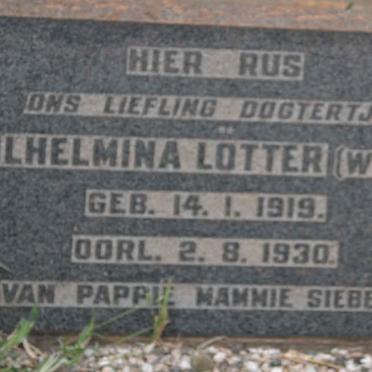 HIER RUS
ONS LIEFLING DOGTERTJ
LHELMINA LÖTTER (W
GEB. 14. 1. 1919.
OORL. 2. 8. 1930.
VAN PAPPIE MAMMIE SIEBE